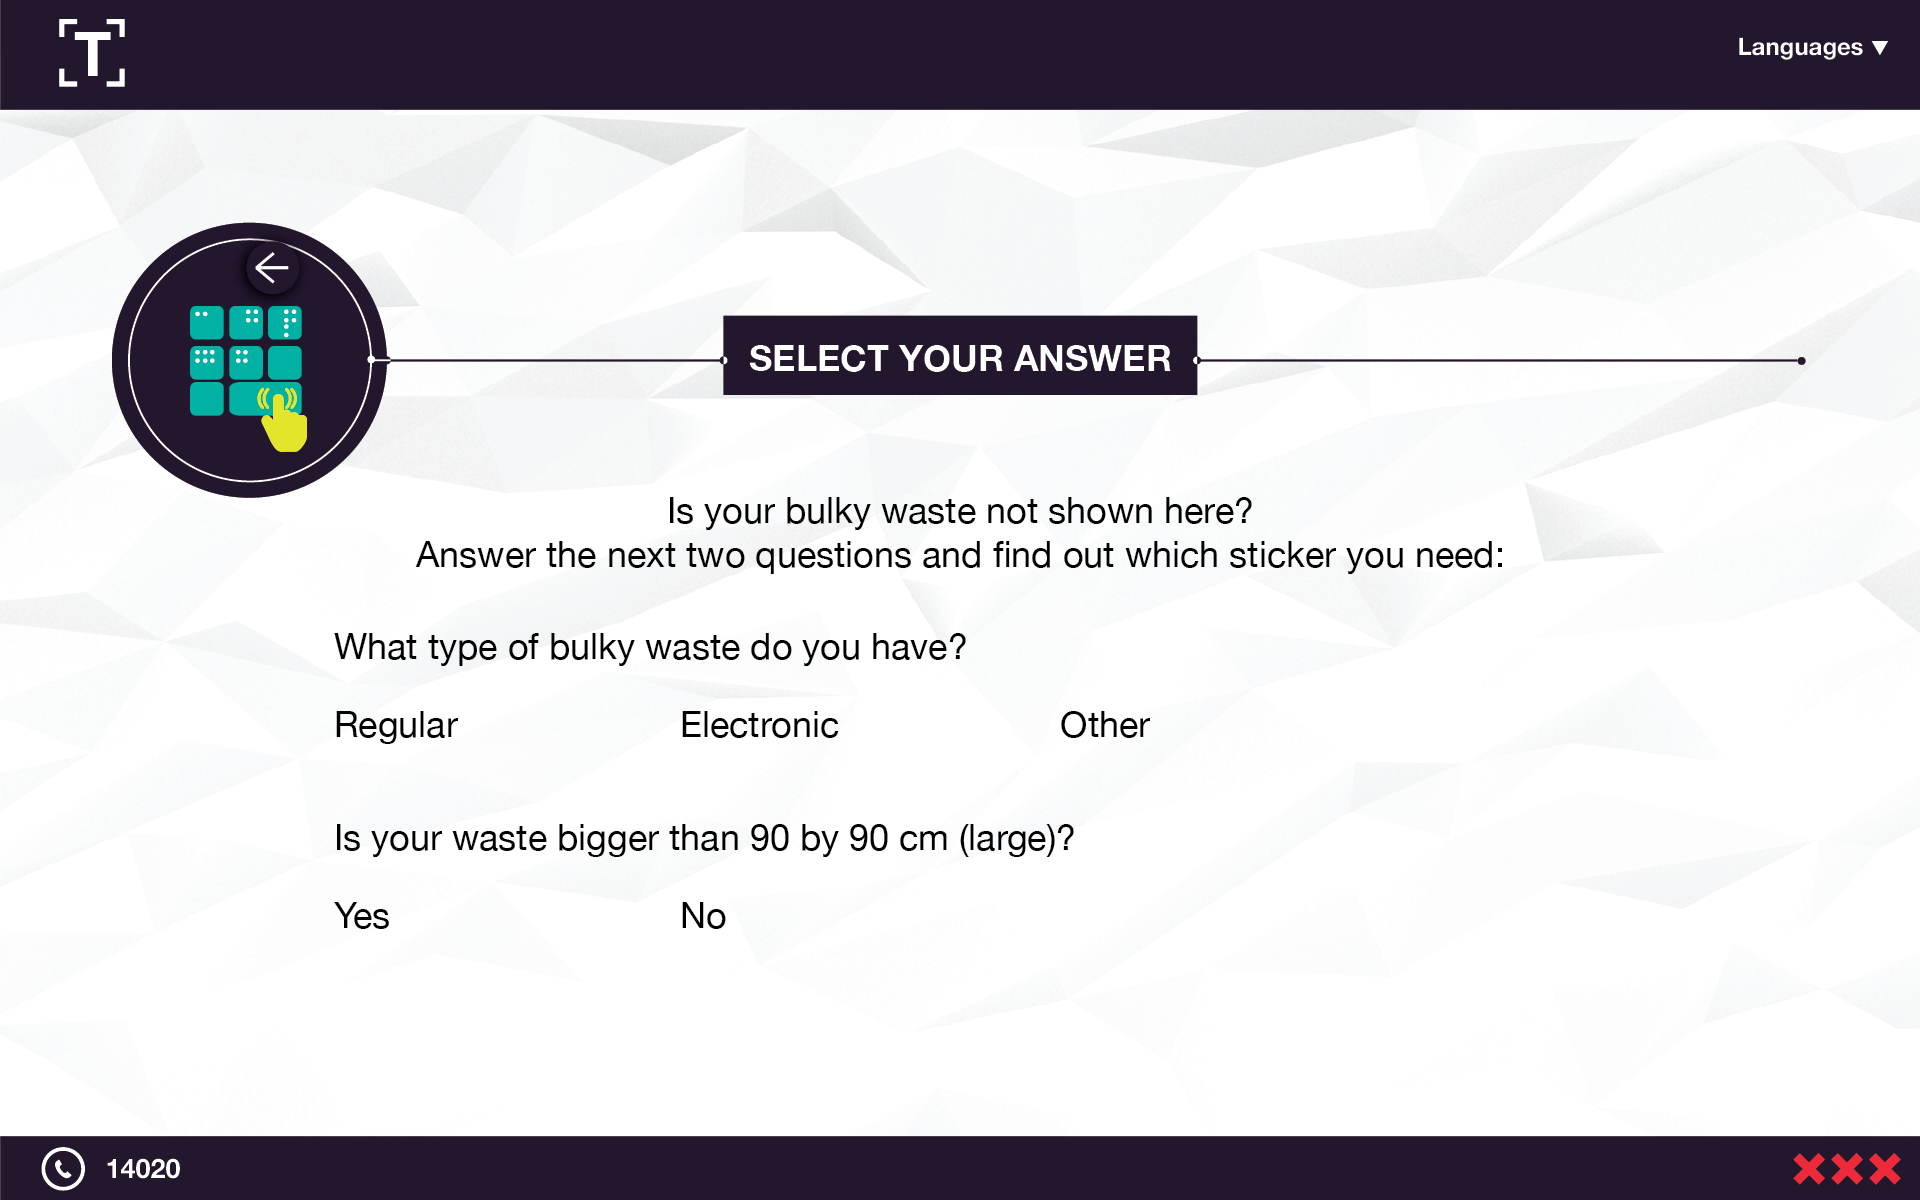 T
Languages ▼
SELECT YOUR ANSWER
Is your bulky waste not shown here?
Answer the next two questions and find out which sticker you need:
What type of bulky waste do you have?
Regular Electronic Other
Is your waste bigger than 90 by 90 cm (large)?
Yes No
14020